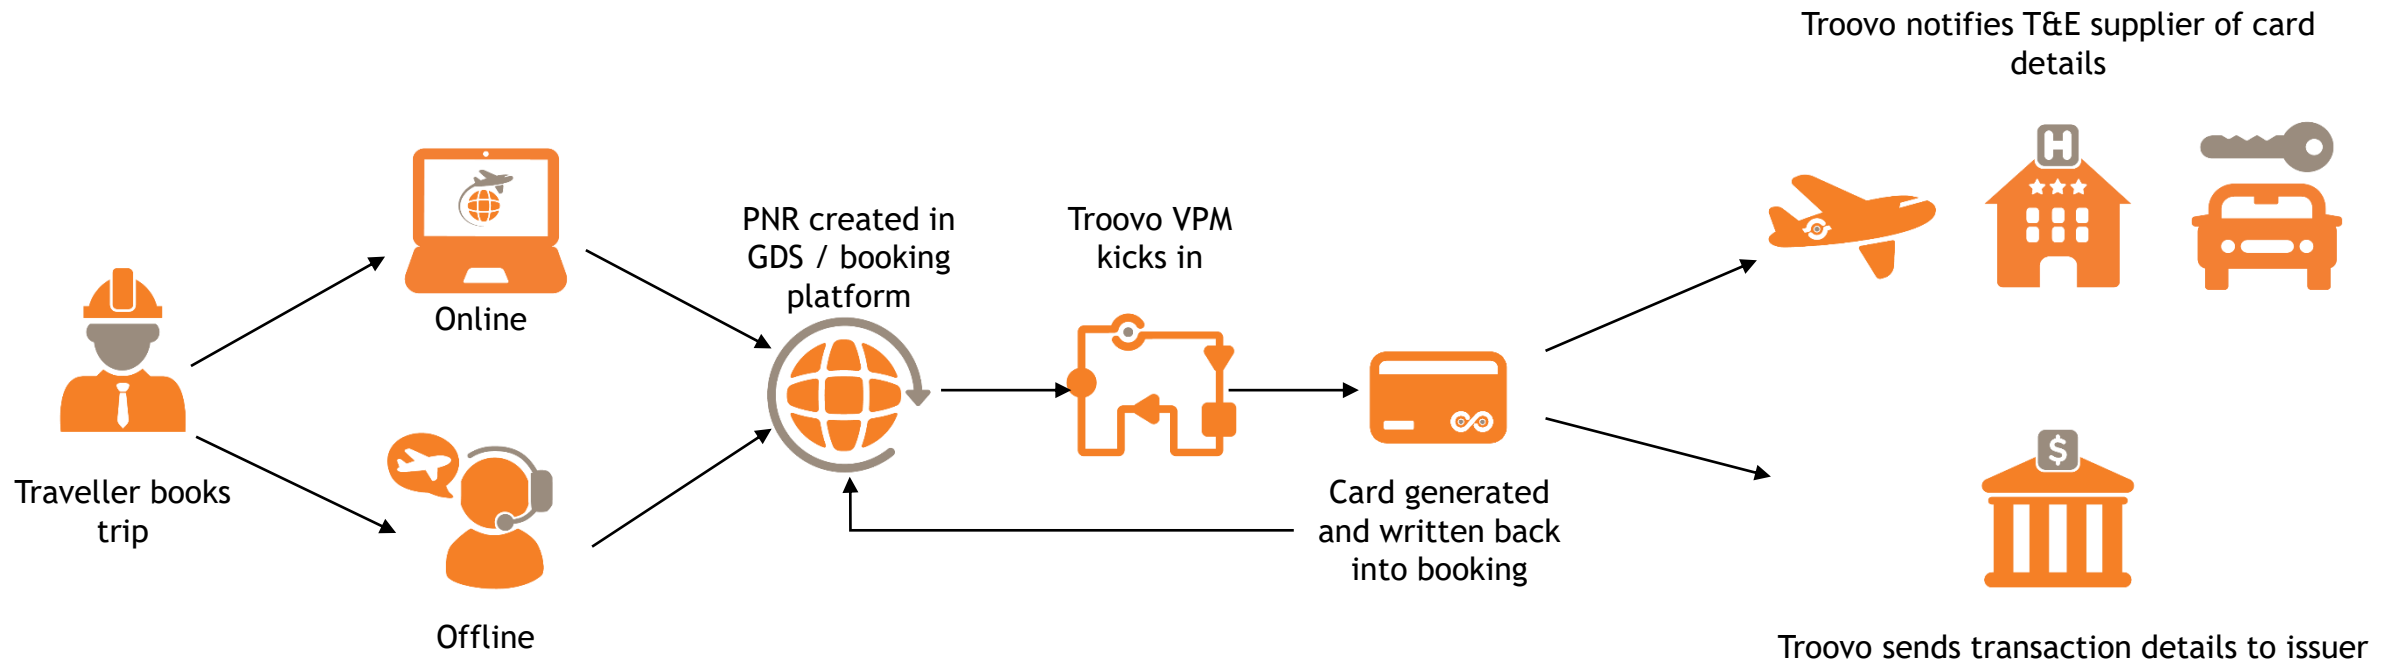 Troovo notifies T&E supplier of card
details
PNR created in
GDS / booking
platform
Troovo VPM
kicks in
Online
Traveller books
trip
Card generated
and written back
into booking
Offline
Troovo sends transaction details to issuer
H
$